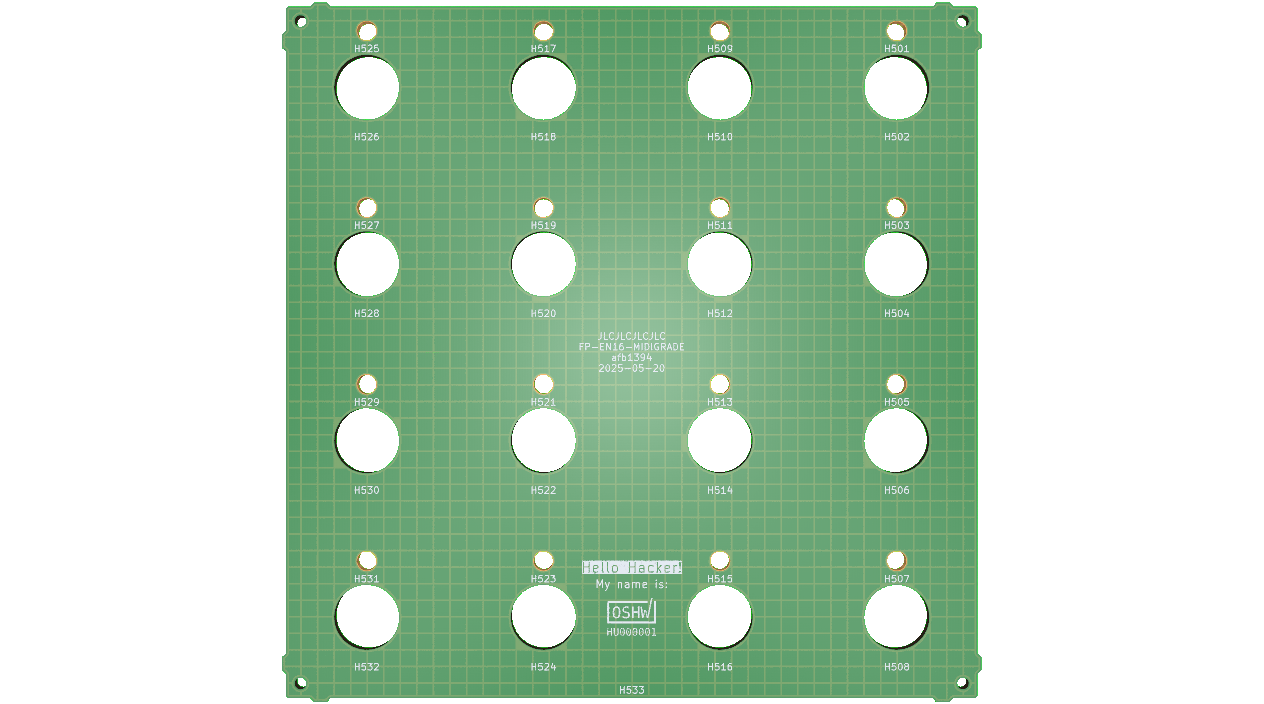 H525 H517 H509 H501
H526 H518 H510 H502
H527 H519 H511 H503
H528 H520 H512 H504
JLCJLCJLCJLC
FP-EN16-MIDIGRADE
afb1394
2025-05-20
H529 H521 H513 H505
H530 H522 H514 H506
Hello Hacker!
H531 H523 My name is: H515 H507
OSHW
HU000001
H532 H524 H516 H508
H533